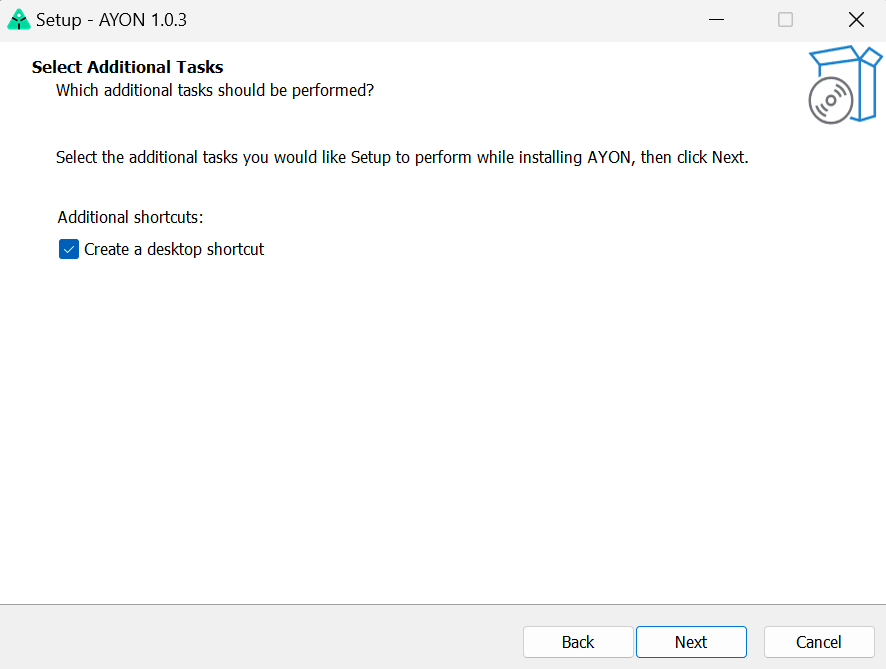 Setup - AYON 1.0.3
Select Additional Tasks
Which additional tasks should be performed?
Select the additional tasks you would like Setup to perform while installing AYON, then click Next.
Additional shortcuts:
Create a desktop shortcut
Back
Next
Cancel